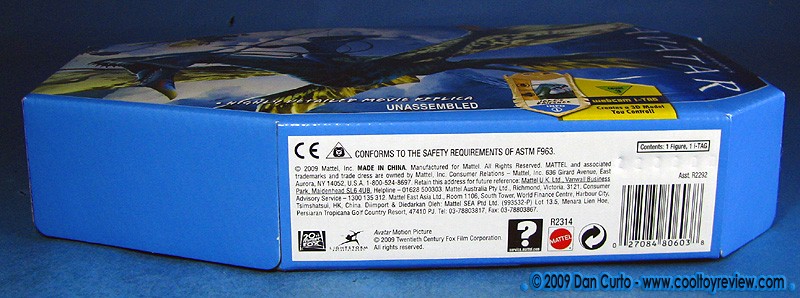 AVATAR
HIGHLY DETAILED MOVIE REPLICA
UNASSEMBLED
webcam i-TAG
Creates a 3D Model
You Control!
CE CONFORMS TO THE SAFETY REQUIREMENTS OF ASTM F963.
Contents: 1 Figure, 1 I-TAG
© 2009 Mattel, Inc. MADE IN CHINA. Manufactured for Mattel. All Rights Reserved. MATTEL and associated
trademarks and trade dress are owned by Mattel, Inc. Consumer Relations – Mattel, Inc. 636 Girard Avenue, East
Aurora, NY 14052, U.S.A. 1-800-524-8697. Retain this address for future reference: Mattel U.K. Ltd., Vanwall Business
Park, Maidenhead SL6 4UB. Helpline – 01628 500303. Mattel Australia Pty Ltd., Richmond, Victoria. 3121. Consumer
Advisory Service – 1300 135 312. Mattel East Asia Ltd., Room 1106, South Tower, World Finance Centre, Harbour City,
Tsimshatsui, HK, China. Diimport & Diedarkan Oleh: Mattel SEA Ptd Ltd. (993532-P) Lot 13.5, Menara Lien Hoe,
Persiaran Tropicana Golf Country Resort, 47410 PJ. Tel: 03-78803817. Fax: 03-78803867.
Asst. R2292
R2314
20th CENTURY FOX
LIGHTSTORM
Avatar Motion Picture
© 2009 Twentieth Century Fox Film Corporation.
All Rights Reserved.
?
service.mattel.com
MATTEL
0 27084 80603 8
© 2009 Dan Curto - www.cooltoyreview.com